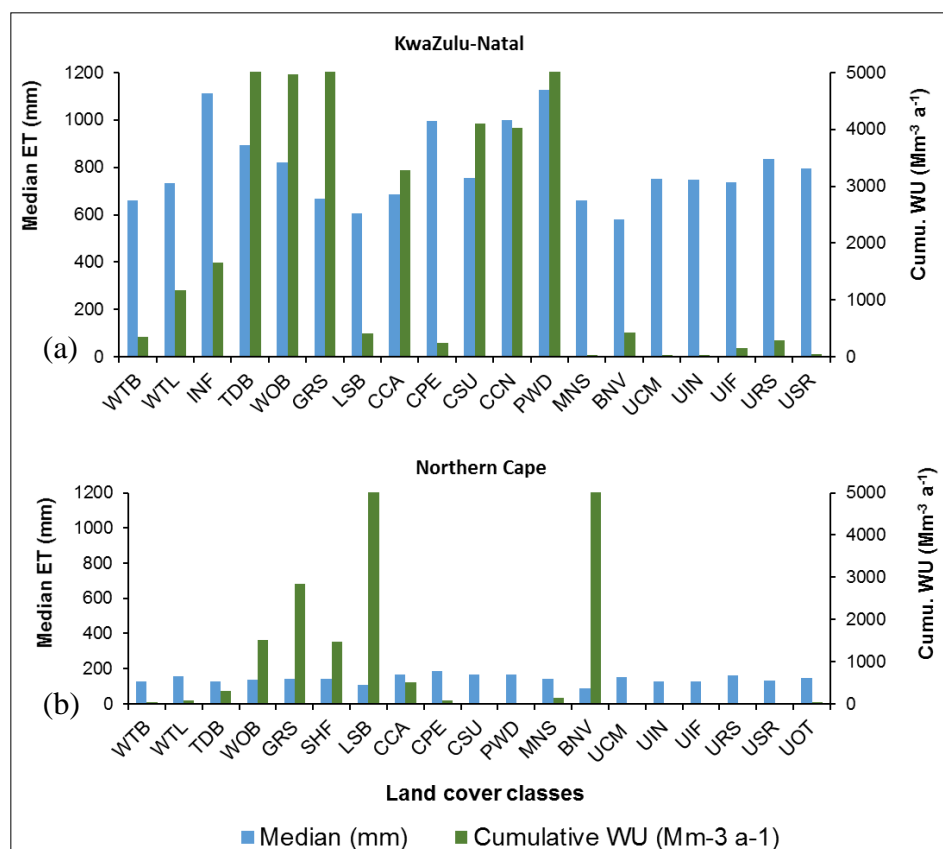 KwaZulu-Natal
Median ET (mm)
1200
1000
800
600
400
200
0
5000
4000
3000
2000
1000
0
Cumu. WU (Mm-3 a-1)
(a)
WTB WTL INF TDB WOB GRS LSB CCA CPE CSU CCN PWD MNS BNV UCM UIN UIF URS USR
Northern Cape
Median ET (mm)
1200
1000
800
600
400
200
0
5000
4000
3000
2000
1000
0
Cumu. WU (Mm-3 a-1)
(b)
WTB WTL TDB WOB GRS SHF LSB CCA CPE CSU PWD MNS BNV UCM UIN UIF URS USR UOT
Land cover classes
Median (mm) Cumulative WU (Mm-3 a-1)